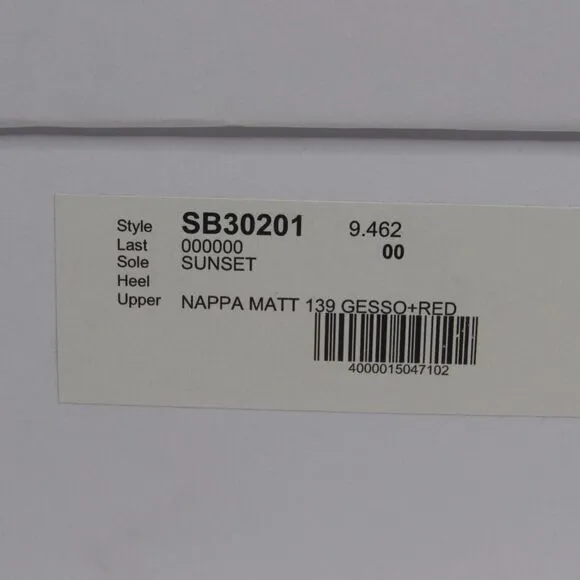 Style SB30201 9.462
Last 000000 00
Sole SUNSET
Heel
Upper NAPPA MATT 139 GESSO+RED
4000015047102